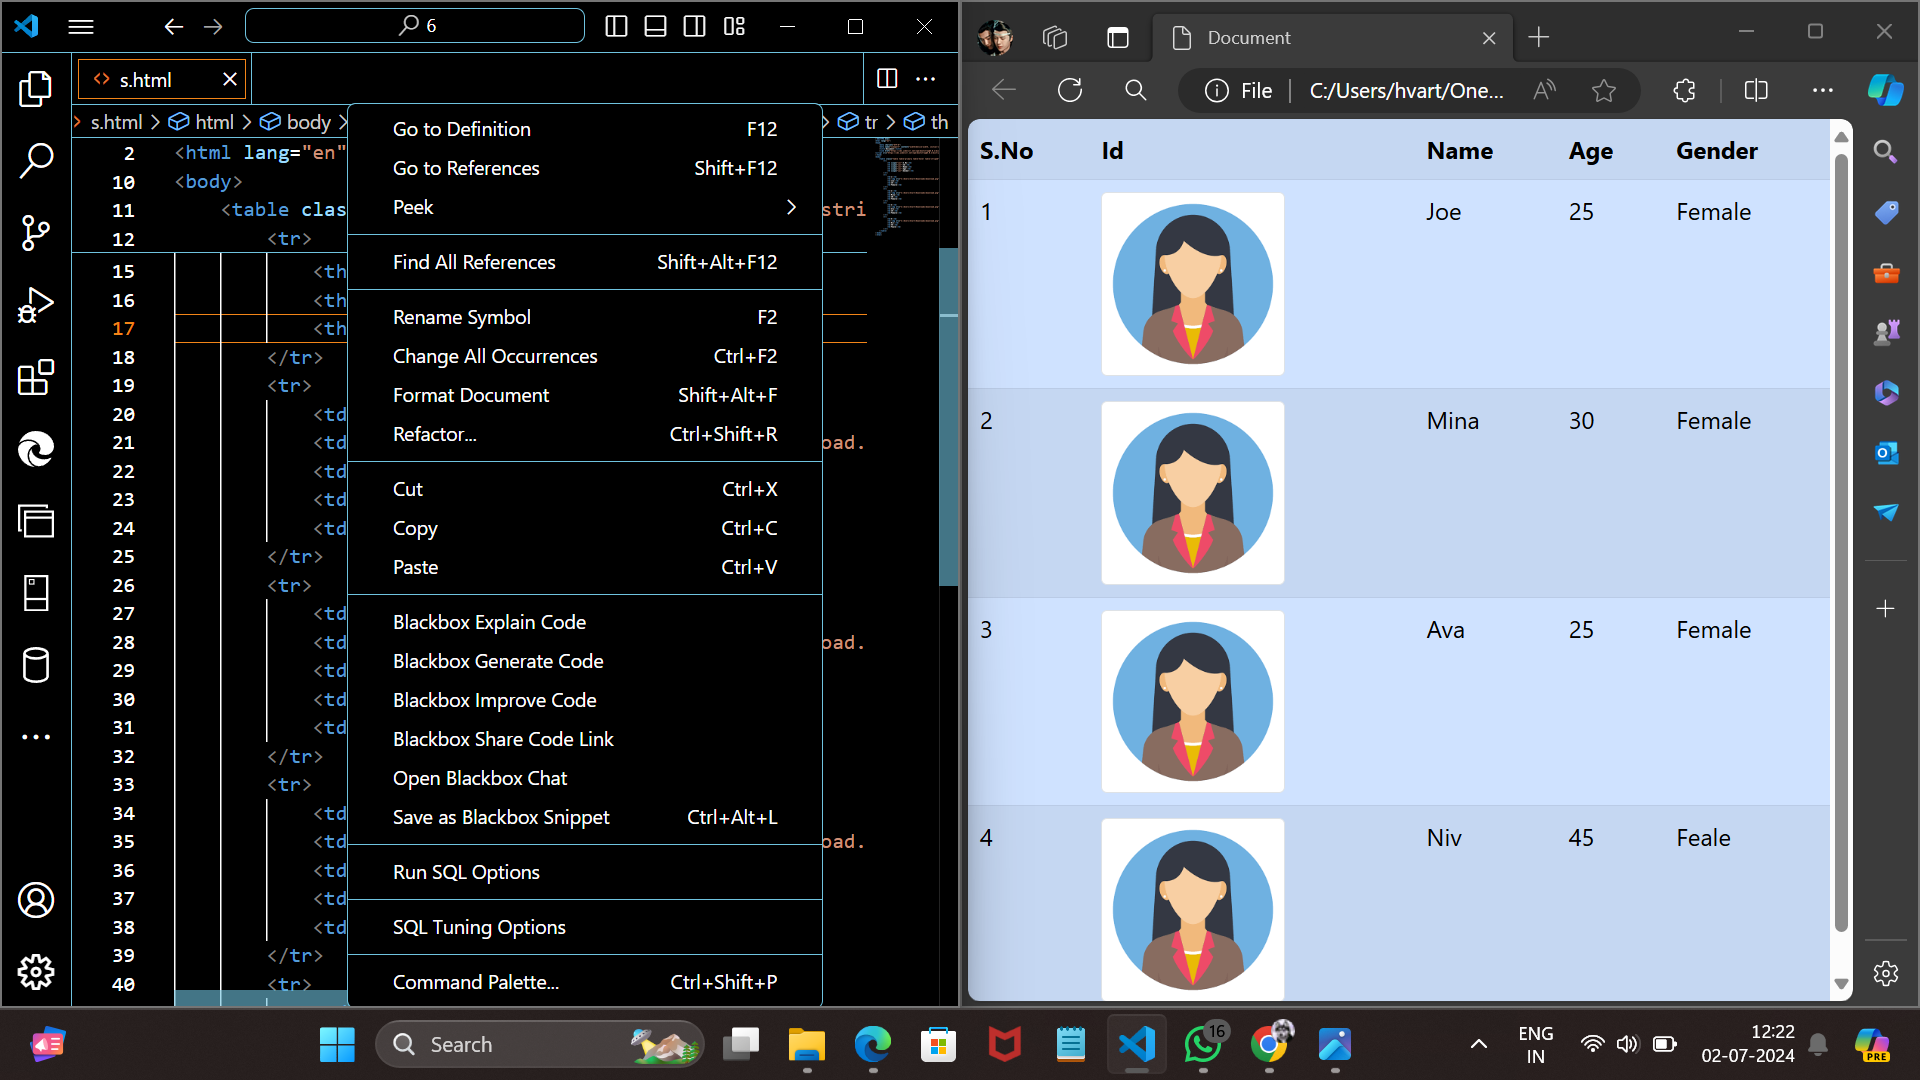 6
s.html
s.html > html > body > tr > th
2 <html lang="en"
10 <body>
11 <table clas stri
12 <tr>
15 <th
16 <th
17 <th
18 </tr>
19 <tr>
20 <td
21 <td oad.
22 <td
23 <td
24 <td
25 </tr>
26 <tr>
27 <td
28 <td oad.
29 <td
30 <td
31 <td
32 </tr>
33 <tr>
34 <td
35 <td oad.
36 <td
37 <td
38 <td
39 </tr>
40 <tr>
Go to Definition F12
Go to References Shift+F12
Peek
Find All References Shift+Alt+F12
Rename Symbol F2
Change All Occurrences Ctrl+F2
Format Document Shift+Alt+F
Refactor... Ctrl+Shift+R
Cut Ctrl+X
Copy Ctrl+C
Paste Ctrl+V
Blackbox Explain Code
Blackbox Generate Code
Blackbox Improve Code
Blackbox Share Code Link
Open Blackbox Chat
Save as Blackbox Snippet Ctrl+Alt+L
Run SQL Options
SQL Tuning Options
Command Palette... Ctrl+Shift+P
Document
File C:/Users/hvart/One...
S.No Id Name Age Gender
1 Joe 25 Female
2 Mina 30 Female
3 Ava 25 Female
4 Niv 45 Feale
Search
16
ENG
IN
12:22
02-07-2024
PRE